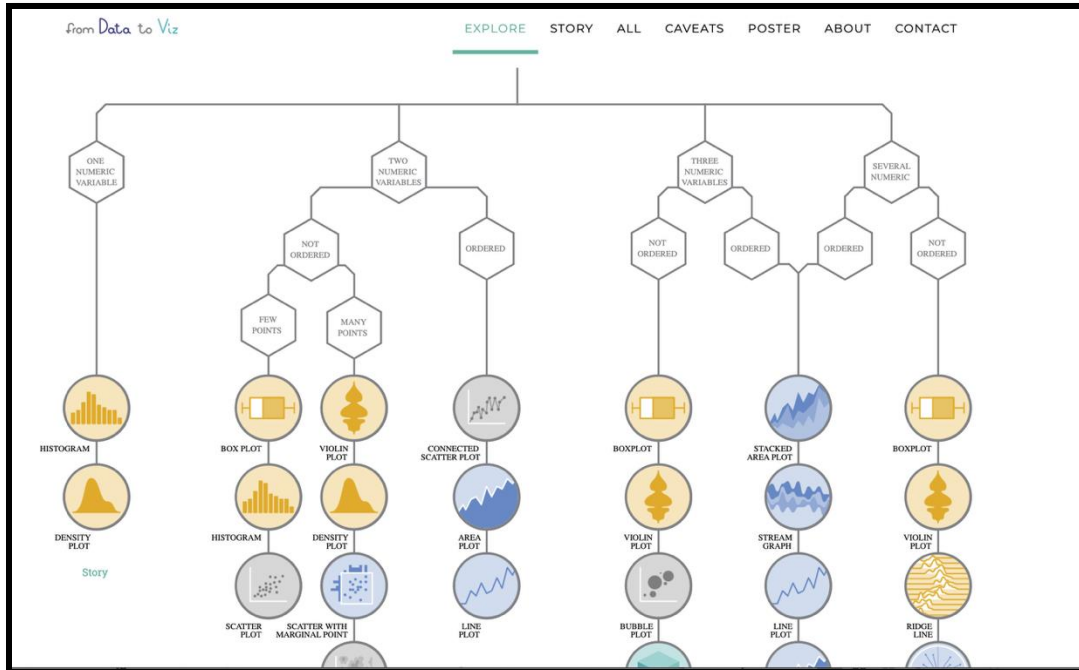 from Data to Viz
EXPLORE STORY ALL CAVEATS POSTER ABOUT CONTACT
ONE
NUMERIC
VARIABLE
TWO
NUMERIC
VARIABLES
THREE
NUMERIC
VARIABLES
SEVERAL
NUMERIC
NOT
ORDERED
ORDERED
NOT
ORDERED
ORDERED
ORDERED
NOT
ORDERED
FEW
POINTS
MANY
POINTS
HISTOGRAM
BOX PLOT
VIOLIN
PLOT
CONNECTED
SCATTER PLOT
BOXPLOT
STACKED
AREA PLOT
BOXPLOT
DENSITY
PLOT
HISTOGRAM
DENSITY
PLOT
AREA
PLOT
VIOLIN
PLOT
STREAM
GRAPH
VIOLIN
PLOT
Story
SCATTER
PLOT
SCATTER WITH
MARGINAL POINT
LINE
PLOT
BUBBLE
PLOT
LINE
PLOT
RIDGE
LINE